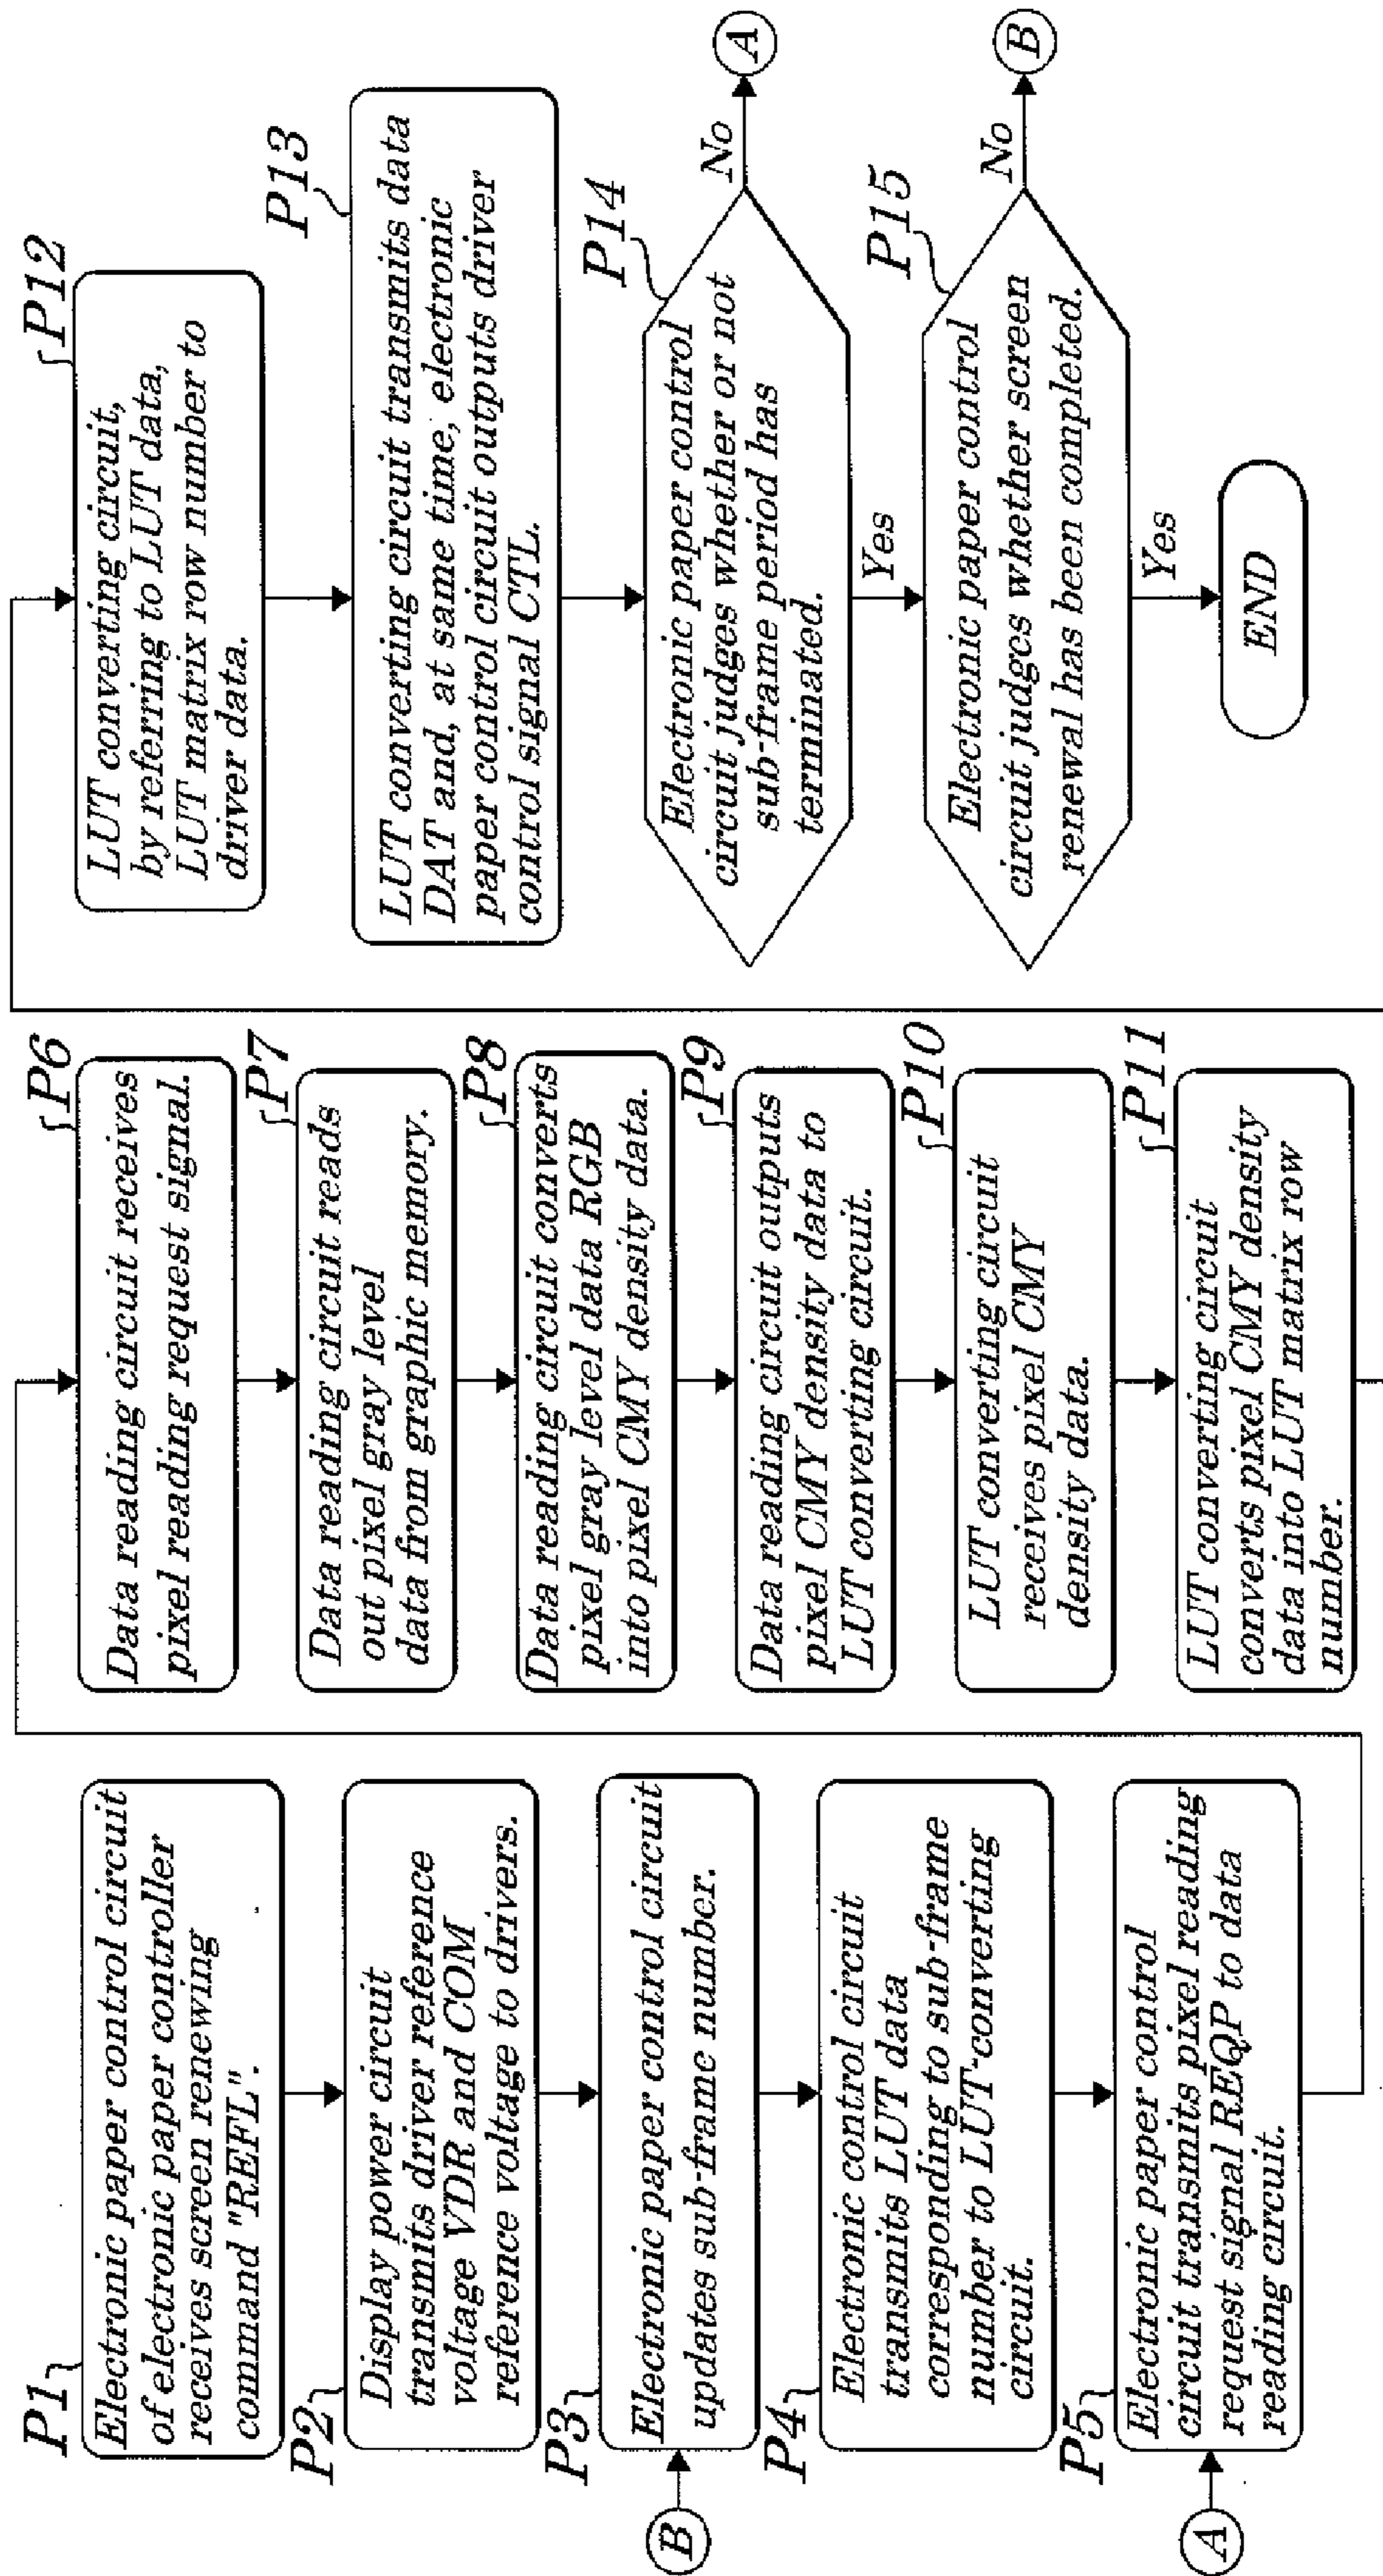 P1
Electronic paper control circuit
of electronic paper controller
receives screen renewing
command "REFL".
P2
Display power circuit
transmits driver reference
voltage VDR and COM
reference voltage to drivers.
P3
Electronic paper control circuit
updates sub-frame number.
B
P4
Electronic control circuit
transmits LUT data
corresponding to sub-frame
number to LUT-converting
circuit.
P5
Electronic paper control
circuit transmits pixel reading
request signal REQP to data
reading circuit.
A
P6
Data reading circuit receives
pixel reading request signal.
P7
Data reading circuit reads
out pixel gray level
data from graphic memory.
P8
Data reading circuit converts
pixel gray level data RGB
into pixel CMY density data.
P9
Data reading circuit outputs
pixel CMY density data to
LUT converting circuit.
P10
LUT converting circuit
receives pixel CMY
density data.
P11
LUT converting circuit
converts pixel CMY density
data into LUT matrix row
number.
P12
LUT converting circuit,
by referring to LUT data,
LUT matrix row number to
driver data.
P13
LUT converting circuit transmits data
DAT and, at same time, electronic
paper control circuit outputs driver
control signal CTL.
P14
Electronic paper control
circuit judges whether or not
sub-frame period has
terminated.
No
A
Yes
P15
Electronic paper control
circuit judges whether screen
renewal has been completed.
No
B
Yes
END